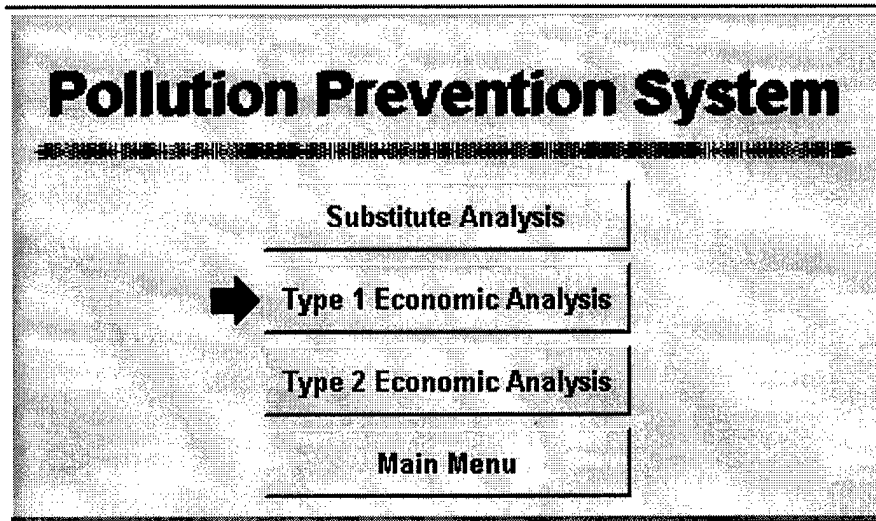 Pollution Prevention System
Substitute Analysis
Type 1 Economic Analysis
Type 2 Economic Analysis
Main Menu